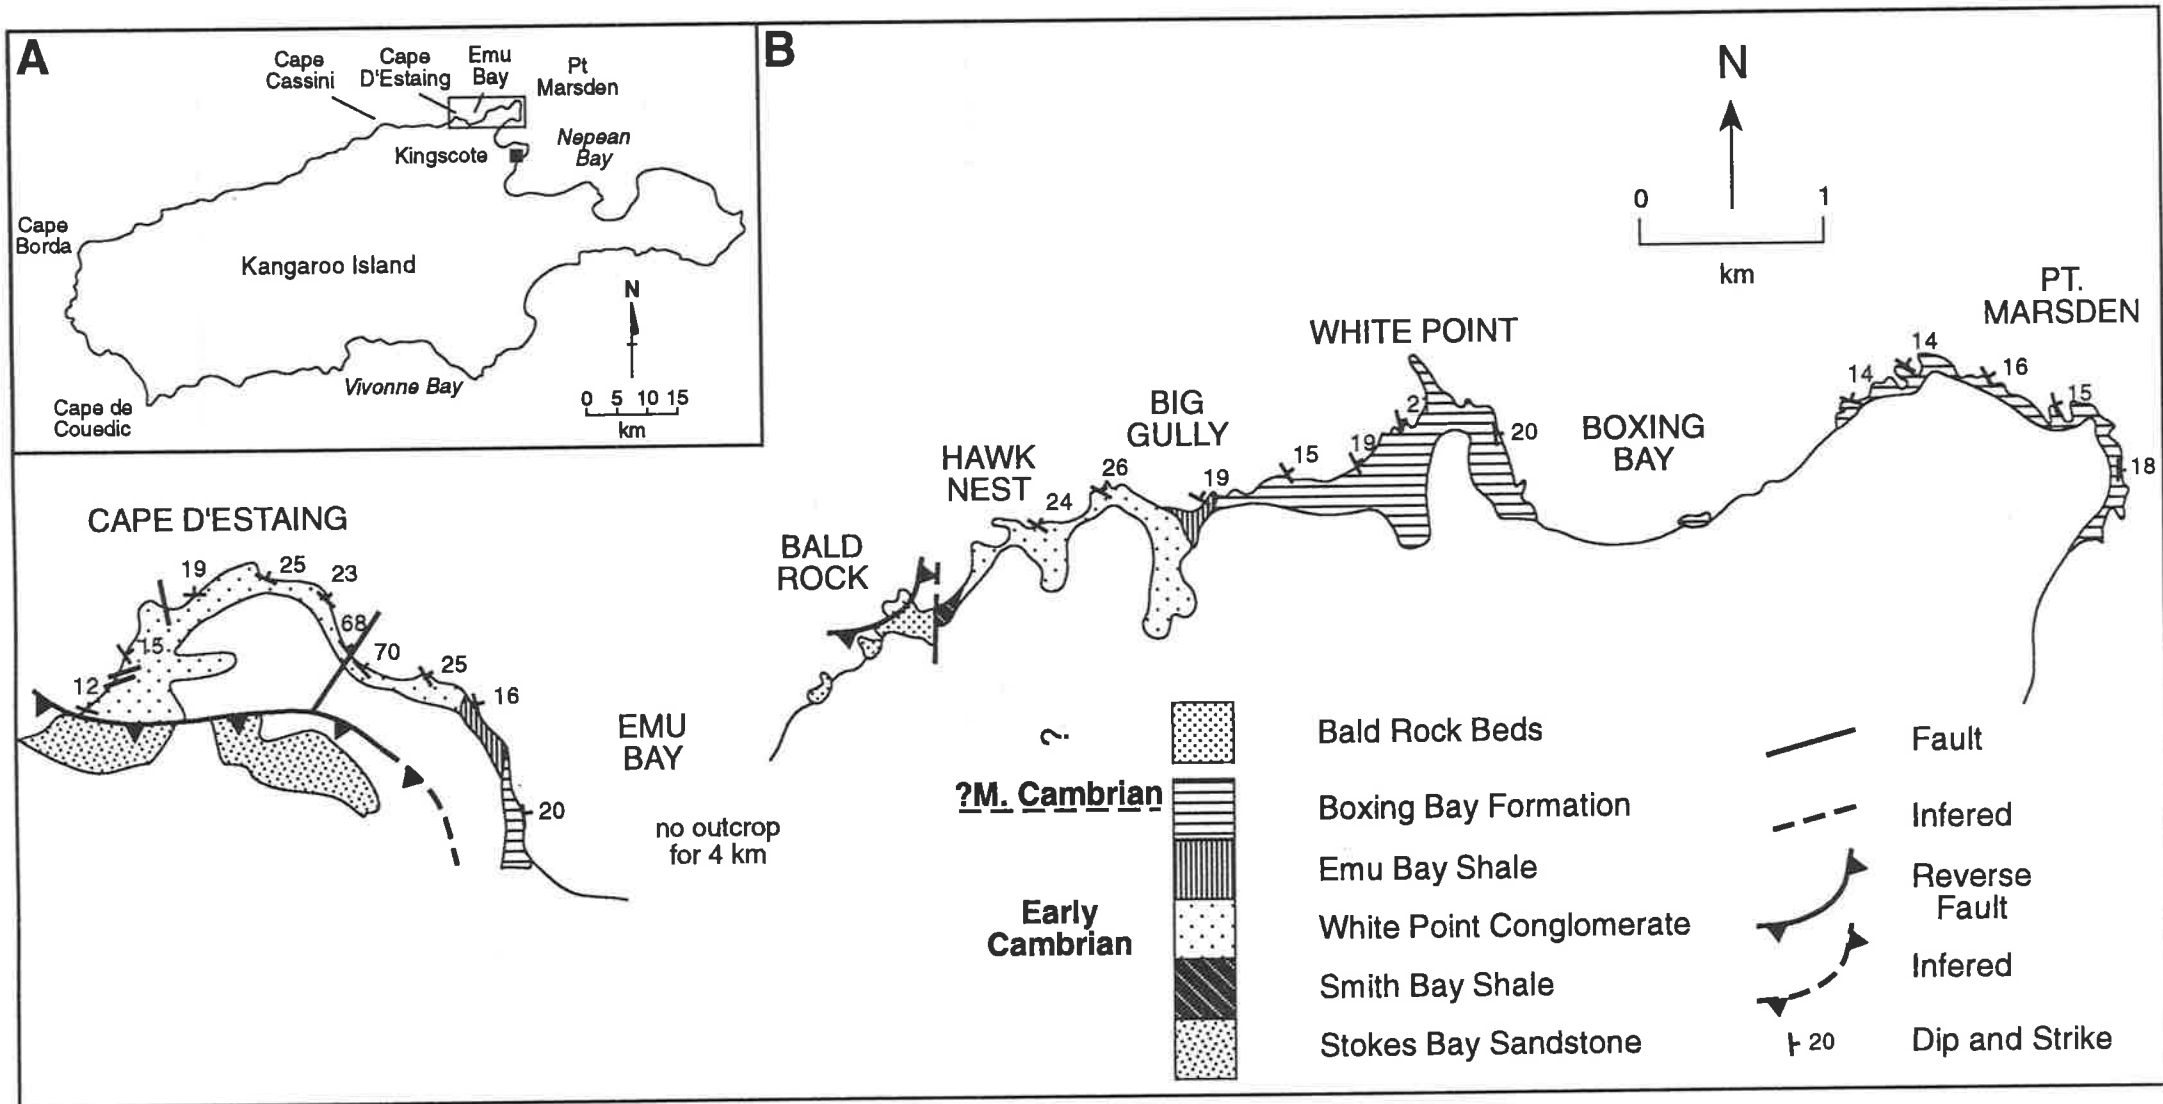 A
Cape
Cassini
Cape
D'Estaing
Emu
Bay
Pt
Marsden
Nepean
Bay
Kingscote
Cape
Borda
Kangaroo Island
N
Vivonne Bay
0 5 10 15
km
Cape de
Couedic
B
N
0 1
km
PT.
MARSDEN
WHITE POINT
14
14
16
15
18
BIG
GULLY
2
20
BOXING
BAY
HAWK
NEST
26
24
19
15
19
BALD
ROCK
CAPE D'ESTAING
19
25
23
68
70
15
12
25
16
20
EMU
BAY
no outcrop
for 4 km
?
Bald Rock Beds
?M. Cambrian
Boxing Bay Formation
Emu Bay Shale
Early
Cambrian
White Point Conglomerate
Smith Bay Shale
Stokes Bay Sandstone
Fault
Infered
Reverse
Fault
Infered
20
Dip and Strike